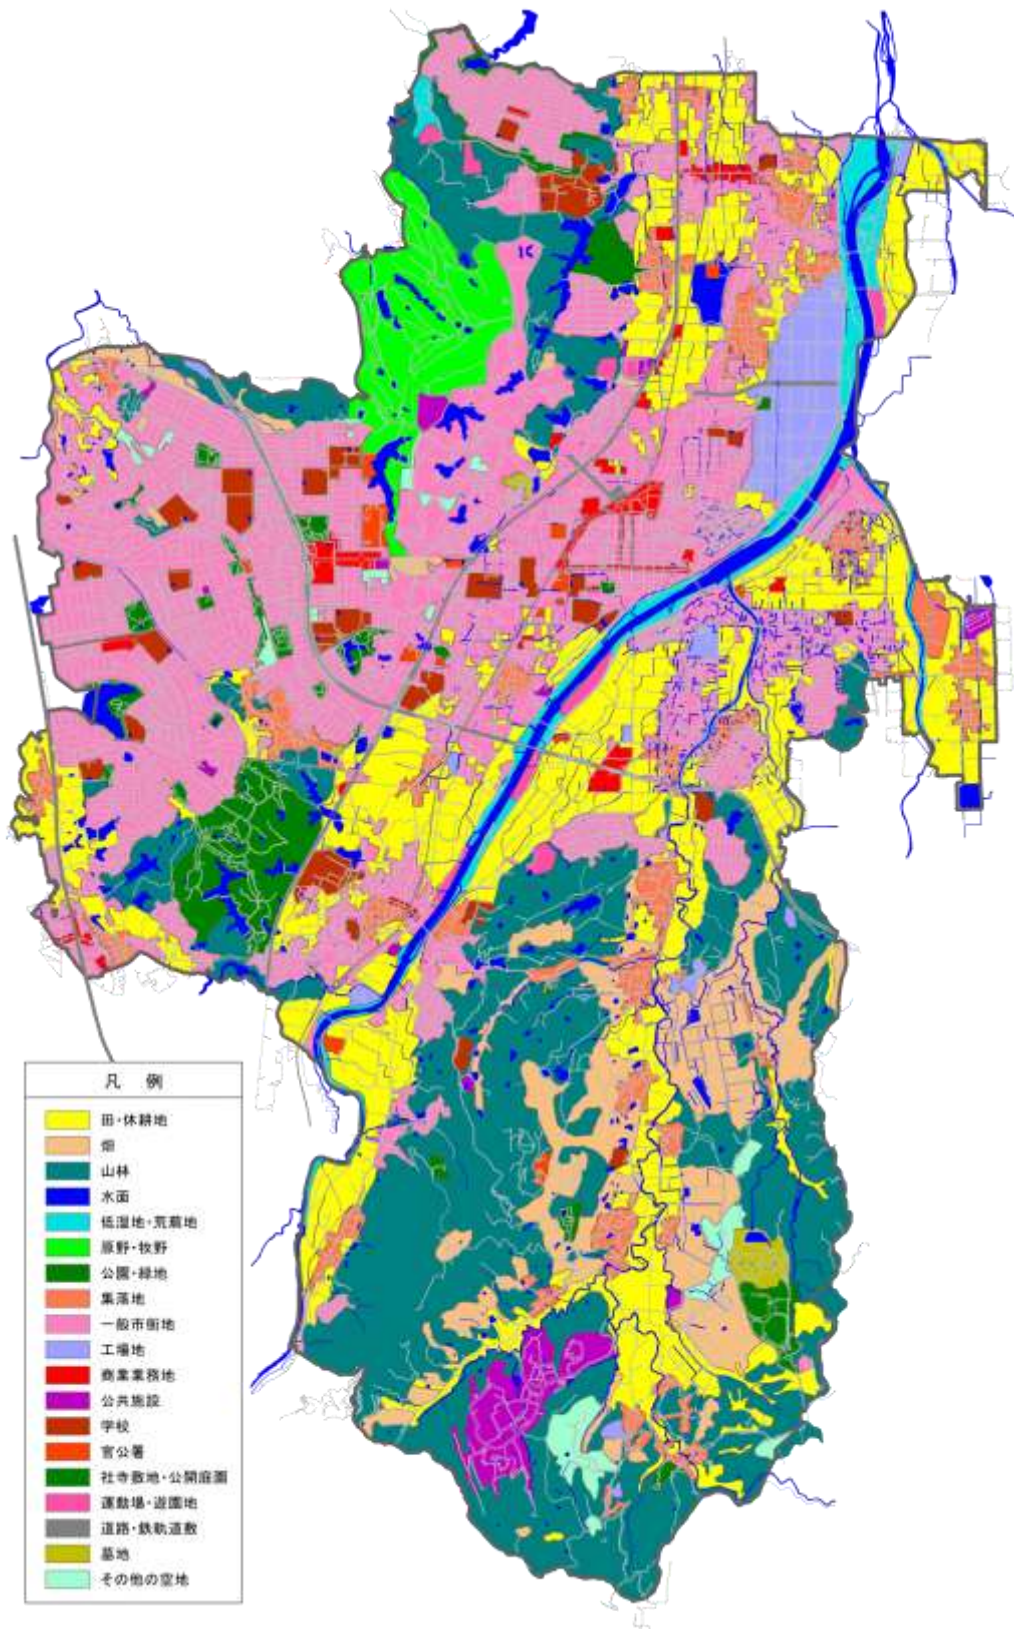 凡 例
田・休耕地
畑
山林
水面
低湿地・荒蕪地
原野・牧野
公園・緑地
集落地
一般市街地
工場地
商業業務地
公共施設
学校
官公署
社寺敷地・公開庭園
運動場・遊園地
道路・鉄軌道敷
墓地
その他の空地